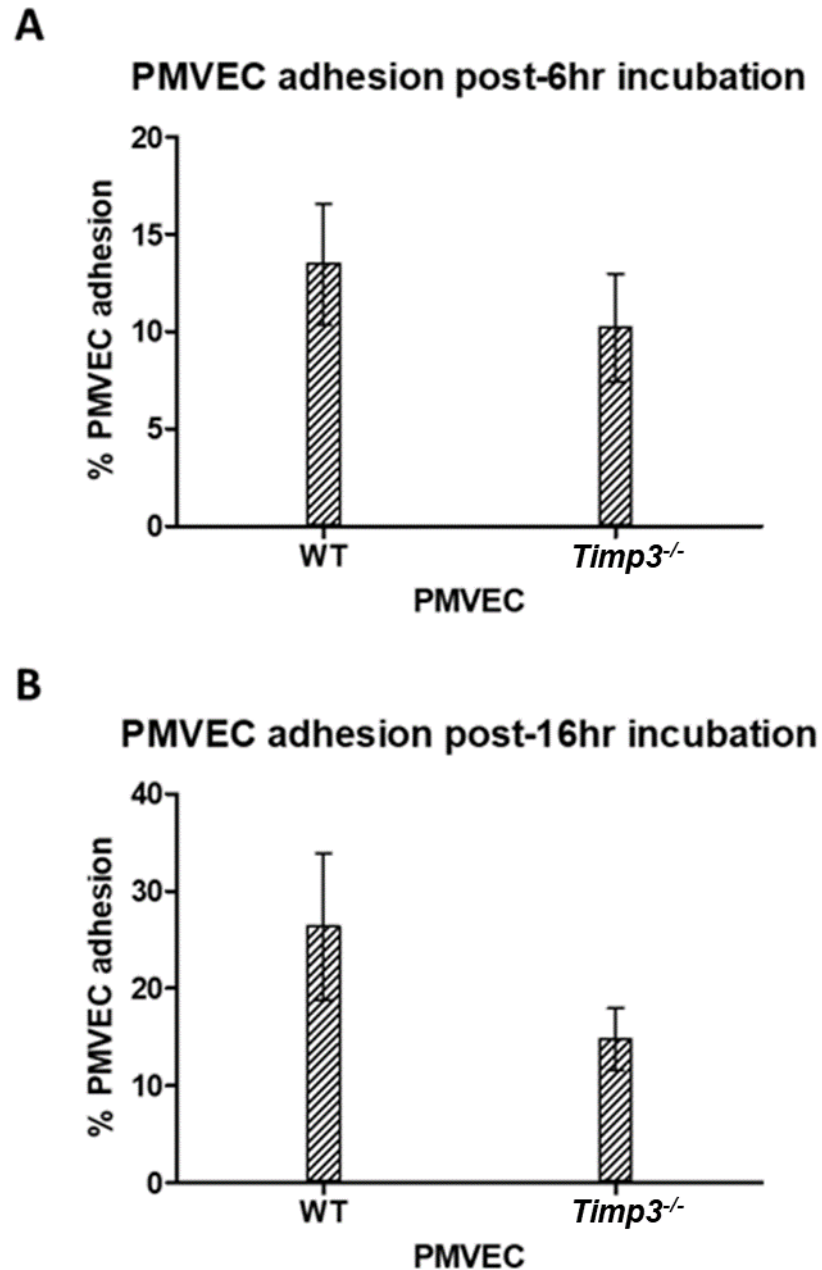 A
PMVEC adhesion post-6hr incubation
% PMVEC adhesion
20
15
10
5
0
WT
Timp3-/-
PMVEC
B
PMVEC adhesion post-16hr incubation
% PMVEC adhesion
40
30
20
10
0
WT
Timp3-/-
PMVEC